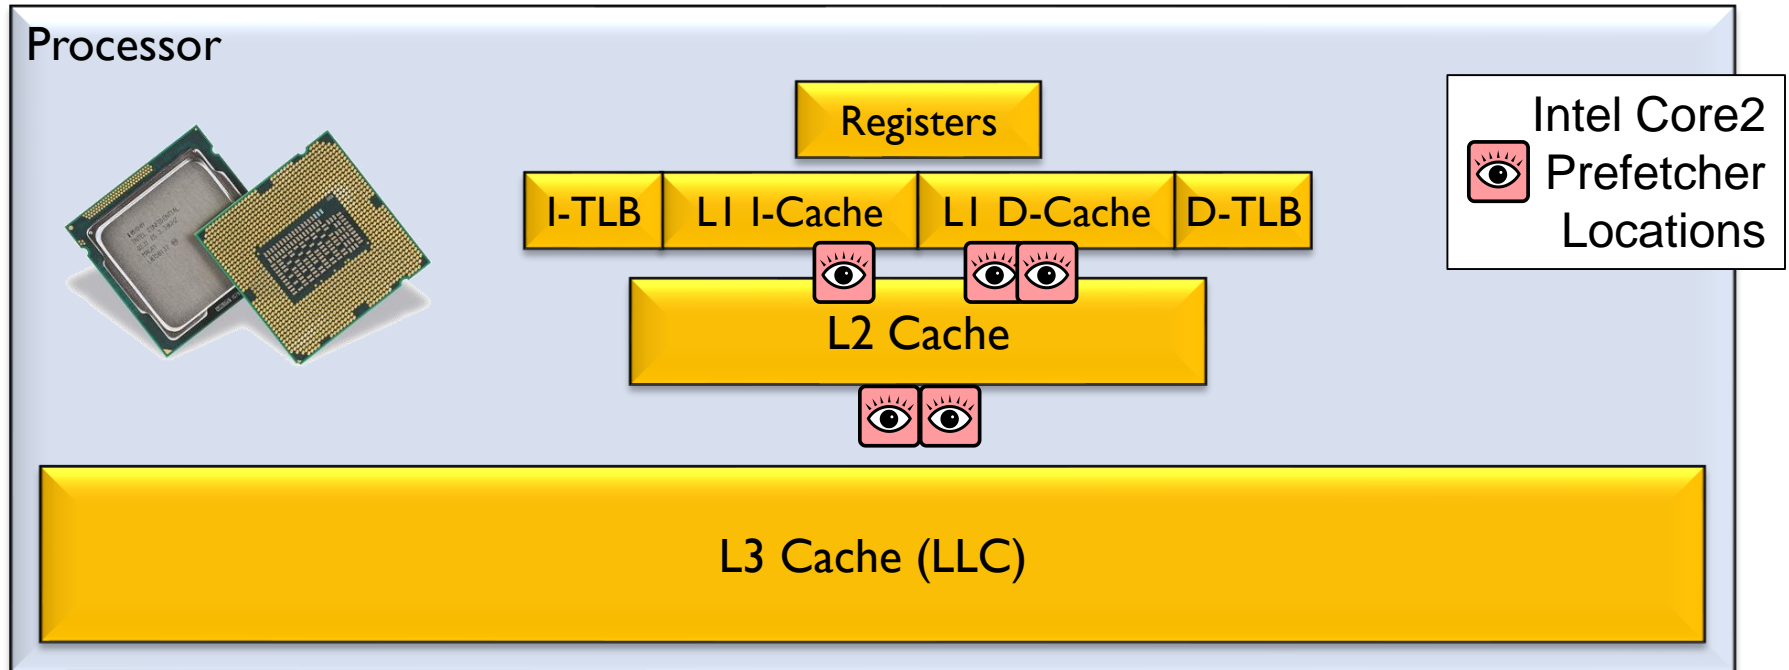 Processor
Registers
Intel Core2
Prefetcher
Locations
I-TLB
L1 I-Cache
L1 D-Cache
D-TLB
L2 Cache
L3 Cache (LLC)